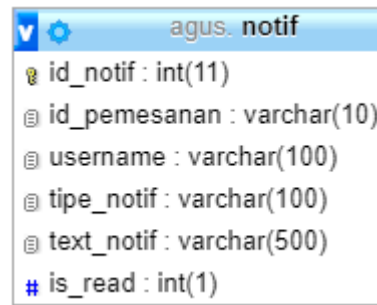 v agus. notif
id_notif : int(11)
id_pemesanan : varchar(10)
username : varchar(100)
tipe_notif : varchar(100)
text_notif : varchar(500)
# is_read : int(1)